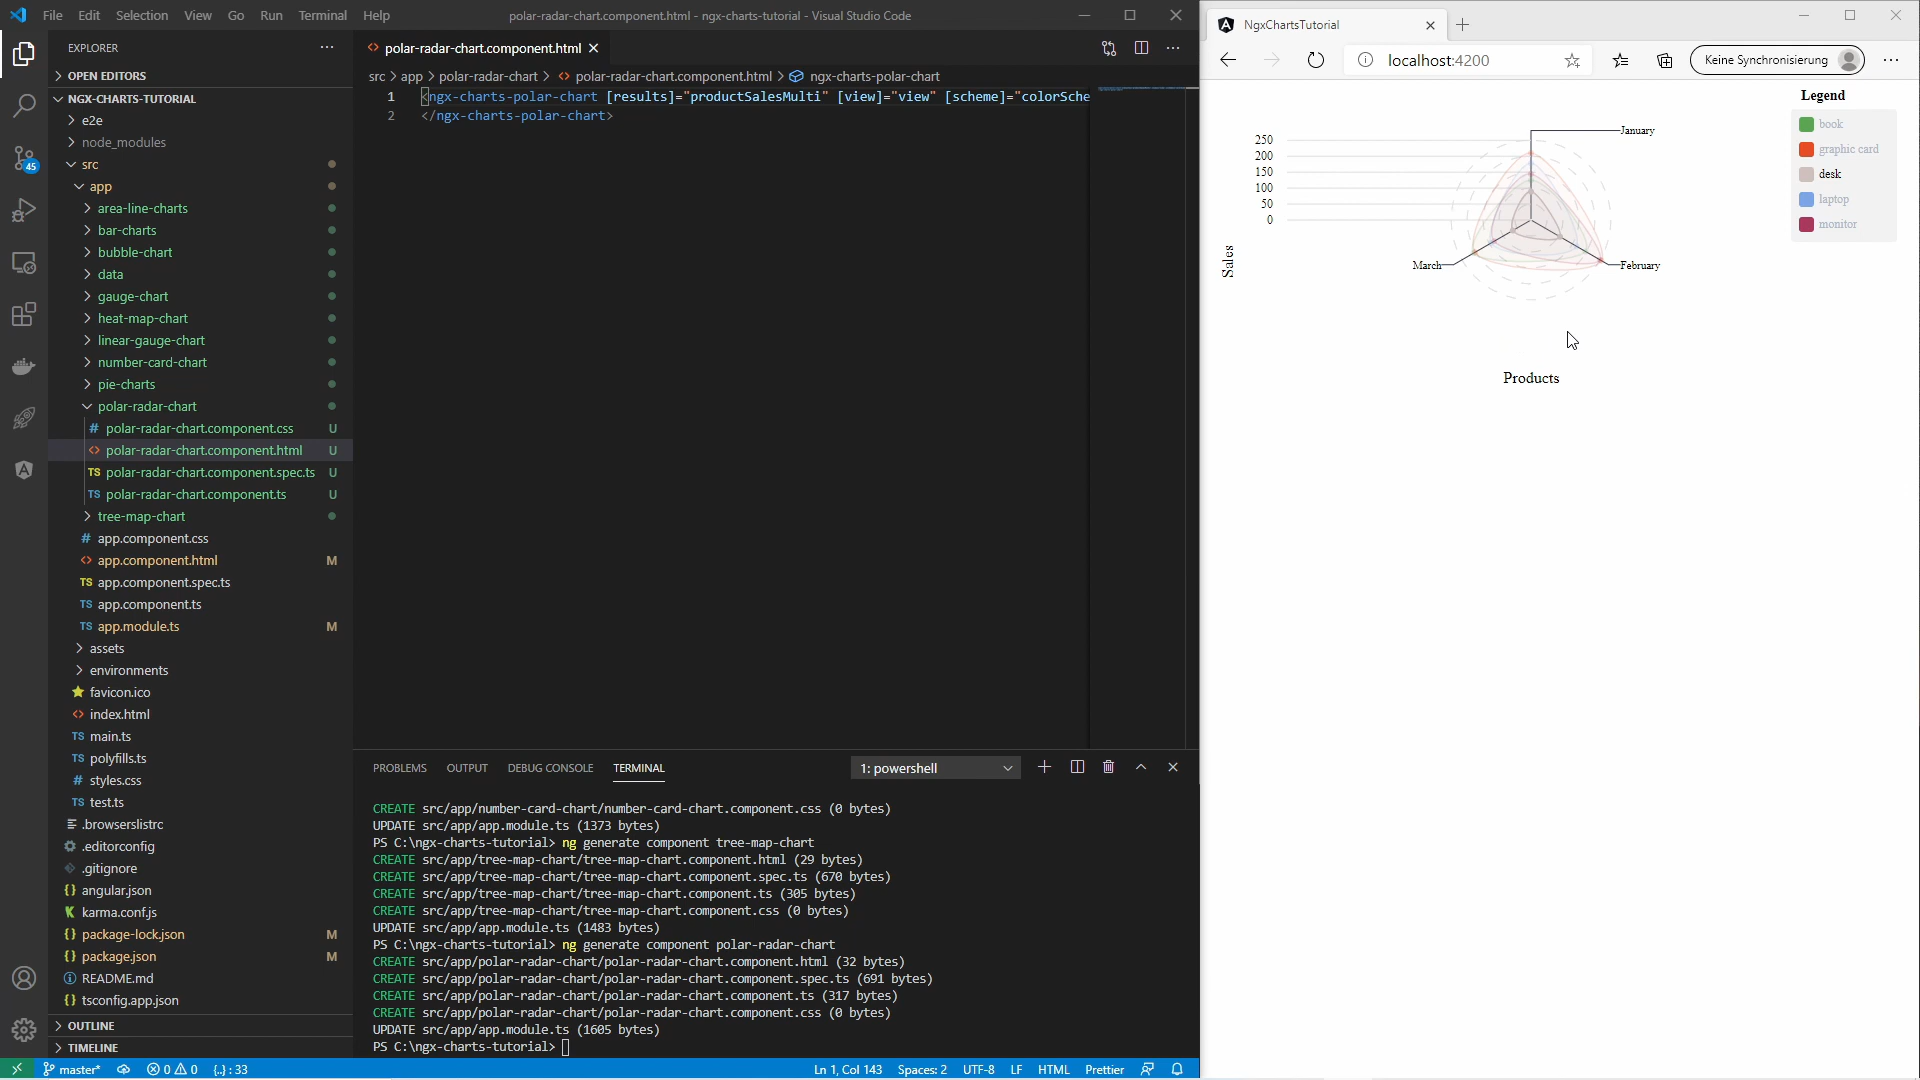 File Edit Selection View Go Run Terminal Help
polar-radar-chart.component.html - ngx-charts-tutorial - Visual Studio Code
EXPLORER
OPEN EDITORS
NGX-CHARTS-TUTORIAL
e2e
node_modules
src
app
area-line-charts
bar-charts
bubble-chart
data
gauge-chart
heat-map-chart
linear-gauge-chart
number-card-chart
pie-charts
polar-radar-chart
# polar-radar-chart.component.css U
<> polar-radar-chart.component.html U
TS polar-radar-chart.component.spec.ts U
TS polar-radar-chart.component.ts U
tree-map-chart
# app.component.css
<> app.component.html M
TS app.component.spec.ts
TS app.component.ts
TS app.module.ts M
assets
environments
favicon.ico
<> index.html
TS main.ts
TS polyfills.ts
# styles.css
TS test.ts
.browserslistrc
.editorconfig
.gitignore
{} angular.json
K karma.conf.js
{} package-lock.json M
{} package.json M
README.md
{} tsconfig.app.json
OUTLINE
TIMELINE
45
<> polar-radar-chart.component.html
src > app > polar-radar-chart > <> polar-radar-chart.component.html > ngx-charts-polar-chart
1 <ngx-charts-polar-chart [results]="productSalesMulti" [view]="view" [scheme]="colorSche
2 </ngx-charts-polar-chart>
PROBLEMS OUTPUT DEBUG CONSOLE TERMINAL
1: powershell
CREATE src/app/number-card-chart/number-card-chart.component.css (0 bytes)
UPDATE src/app/app.module.ts (1373 bytes)
PS C:\ngx-charts-tutorial> ng generate component tree-map-chart
CREATE src/app/tree-map-chart/tree-map-chart.component.html (29 bytes)
CREATE src/app/tree-map-chart/tree-map-chart.component.spec.ts (670 bytes)
CREATE src/app/tree-map-chart/tree-map-chart.component.ts (305 bytes)
CREATE src/app/tree-map-chart/tree-map-chart.component.css (0 bytes)
UPDATE src/app/app.module.ts (1483 bytes)
PS C:\ngx-charts-tutorial> ng generate component polar-radar-chart
CREATE src/app/polar-radar-chart/polar-radar-chart.component.html (32 bytes)
CREATE src/app/polar-radar-chart/polar-radar-chart.component.spec.ts (691 bytes)
CREATE src/app/polar-radar-chart/polar-radar-chart.component.ts (317 bytes)
CREATE src/app/polar-radar-chart/polar-radar-chart.component.css (0 bytes)
UPDATE src/app/app.module.ts (1605 bytes)
PS C:\ngx-charts-tutorial>
master* 0 0 {..} : 33 Ln 1, Col 143 Spaces: 2 UTF-8 LF HTML Prettier
NgxChartsTutorial
localhost:4200
Keine Synchronisierung
Legend
book
graphic card
desk
laptop
monitor
250
200
150
100
50
0
Sales
January
February
March
Products